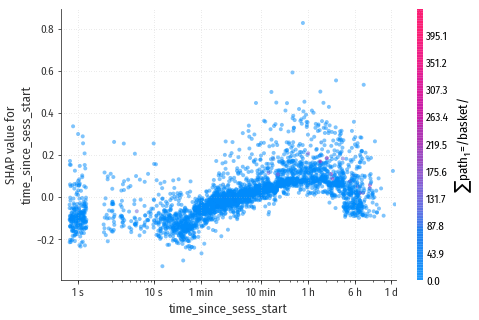 0.8
0.6
0.4
0.2
0.0
−0.2
SHAP value for
time_since_sess_start
1 s
10 s
1 min
10 min
1 h
6 h
1 d
time_since_sess_start
395.1
351.2
307.3
263.4
219.5
175.6
131.7
87.8
43.9
0.0
∑path₁=/basket/